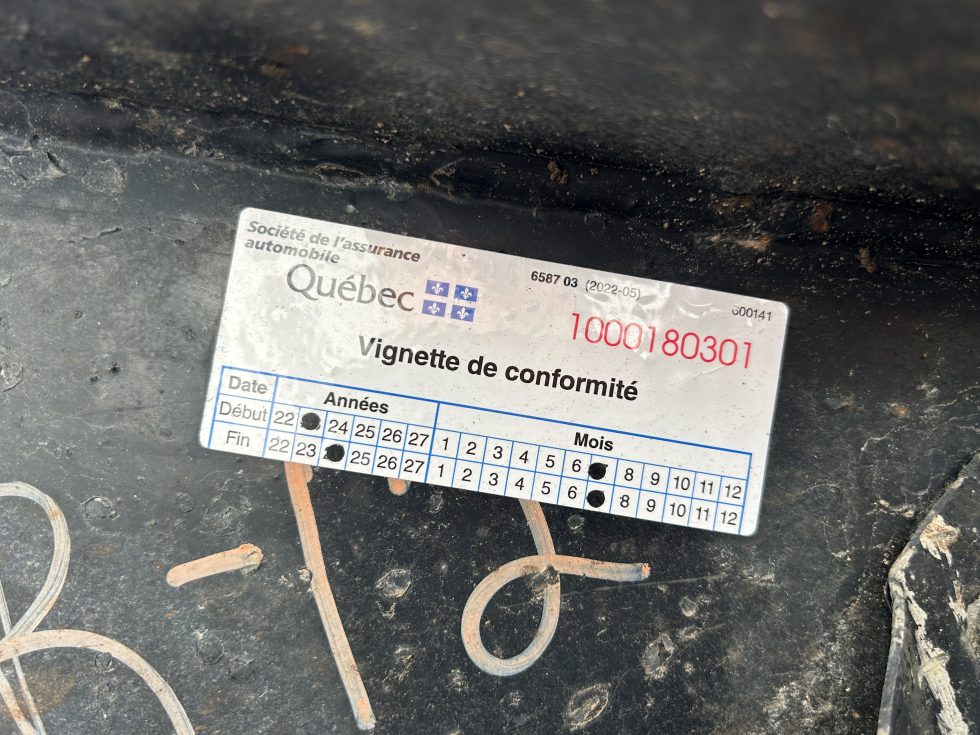 Société de l'assurance
automobile
Québec
6587 03 (2022-05)
600141
1000180301
Vignette de conformité
Date Années Mois
Début 22 24 25 26 27 1 2 3 4 5 6 8 9 10 11 12
Fin 22 23 25 26 27 1 2 3 4 5 6 8 9 10 11 12